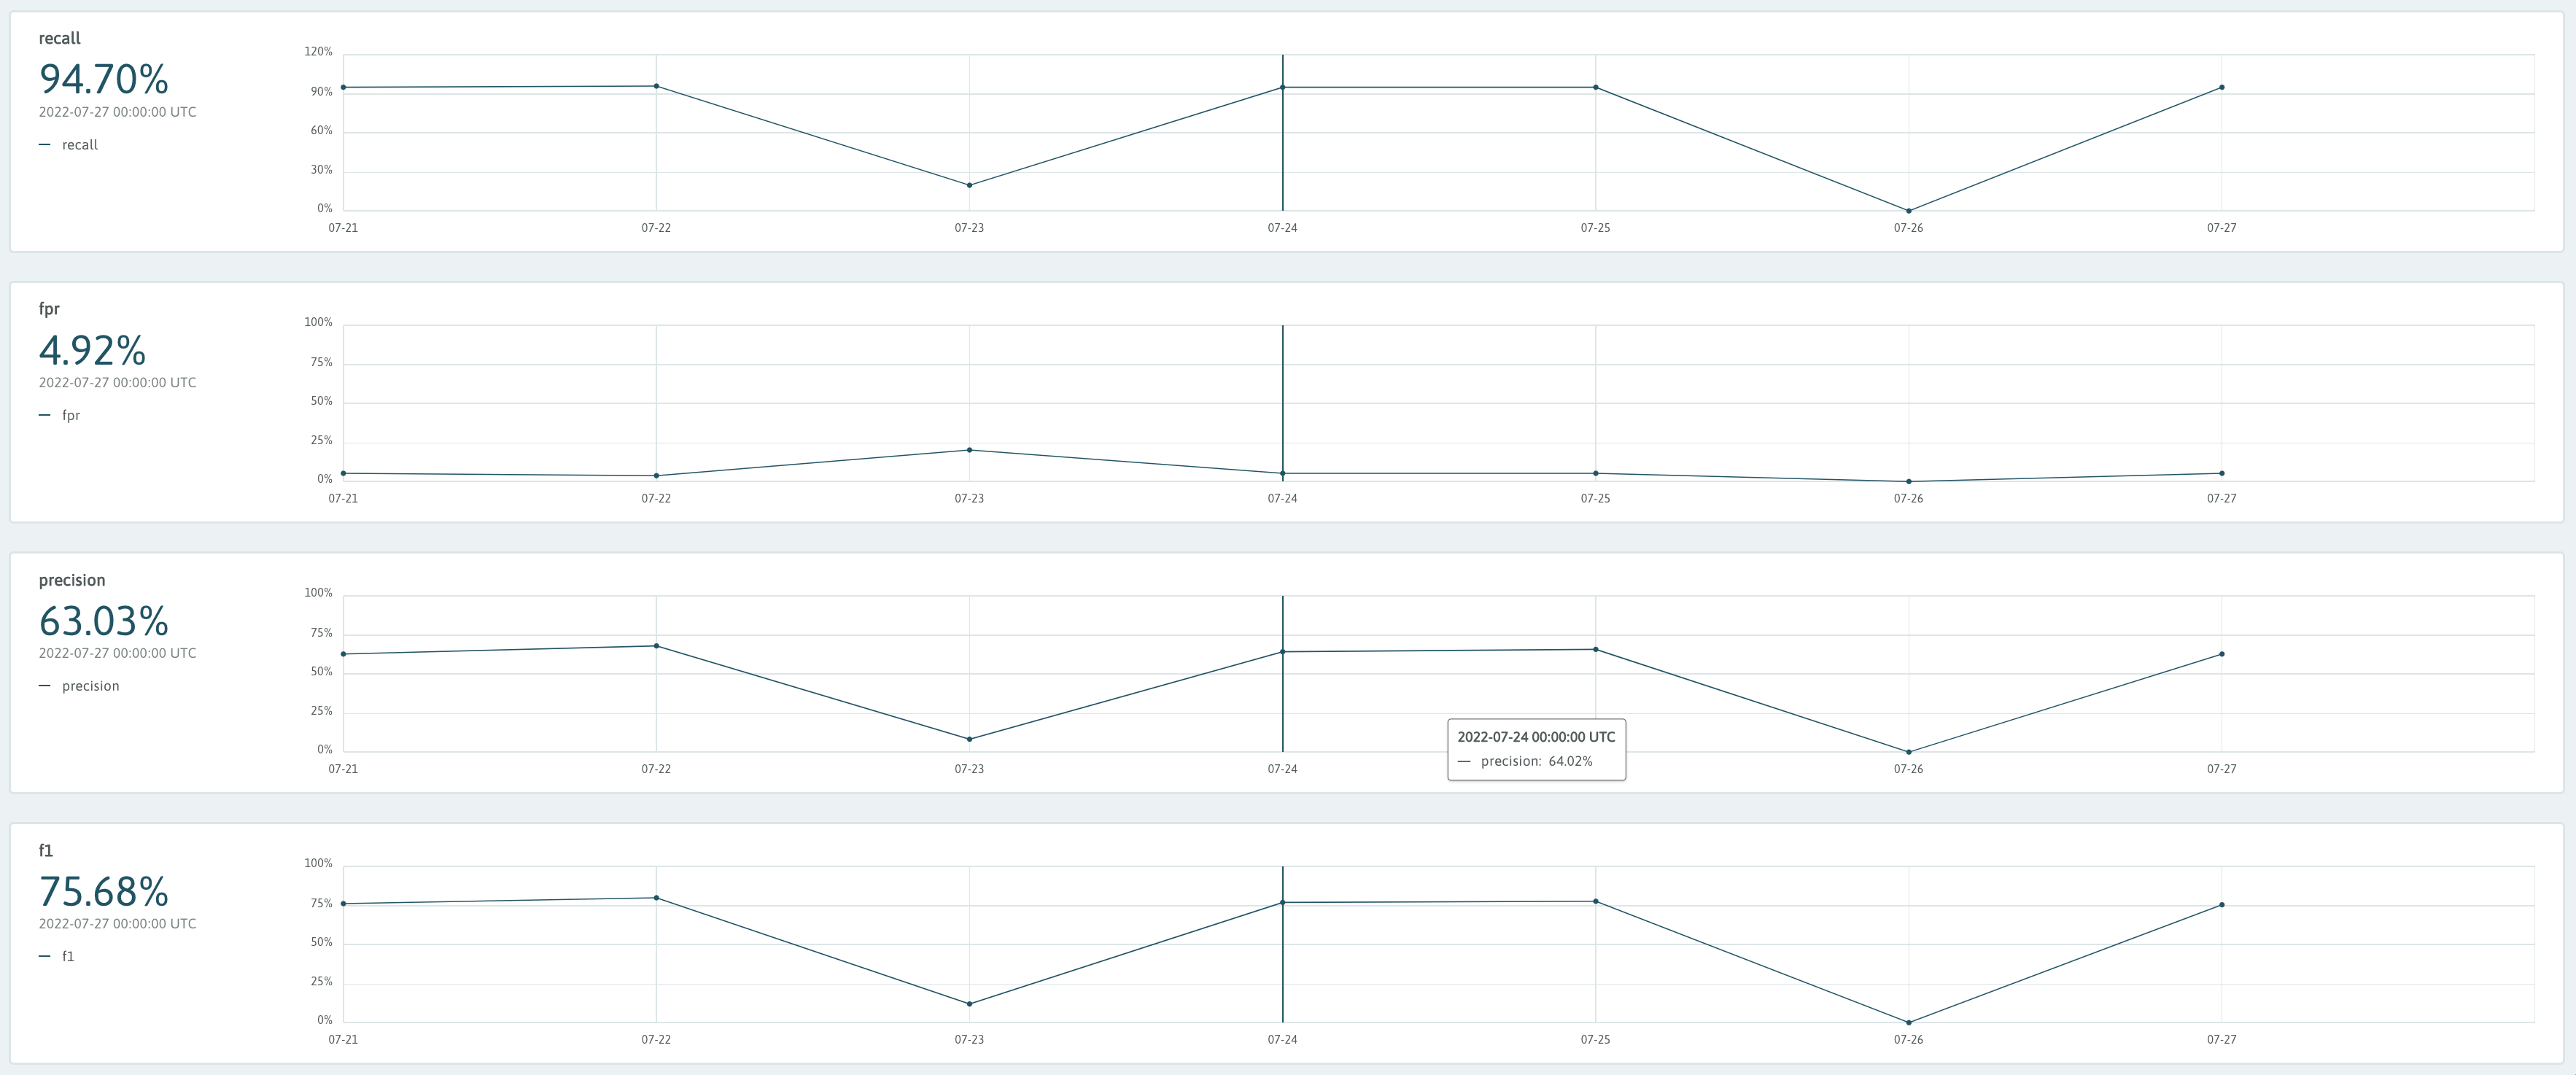 recall
94.70%
2022-07-27 00:00:00 UTC
recall
120%
90%
60%
30%
0%
07-21 07-22 07-23 07-24 07-25 07-26 07-27
fpr
4.92%
2022-07-27 00:00:00 UTC
fpr
100%
75%
50%
25%
0%
07-21 07-22 07-23 07-24 07-25 07-26 07-27
precision
63.03%
2022-07-27 00:00:00 UTC
precision
100%
75%
50%
25%
0%
2022-07-24 00:00:00 UTC
precision: 64.02%
07-21 07-22 07-23 07-24 07-26 07-27
f1
75.68%
2022-07-27 00:00:00 UTC
f1
100%
75%
50%
25%
0%
07-21 07-22 07-23 07-24 07-25 07-26 07-27